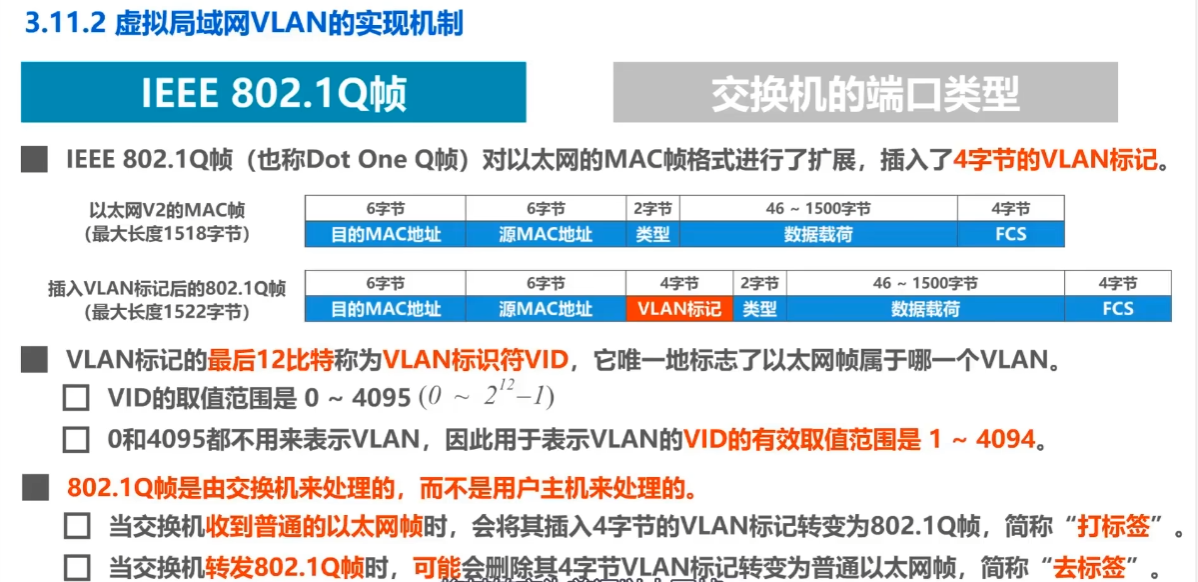 3.11.2 虚拟局域网VLAN的实现机制
IEEE 802.1Q帧
交换机的端口类型
IEEE 802.1Q帧（也称Dot One Q帧）对以太网的MAC帧格式进行了扩展，插入了4字节的VLAN标记。
以太网V2的MAC帧
(最大长度1518字节)
6字节 6字节 2字节 46 ~ 1500字节 4字节
目的MAC地址 源MAC地址 类型 数据载荷 FCS
插入VLAN标记后的802.1Q帧
(最大长度1522字节)
6字节 6字节 4字节 2字节 46 ~ 1500字节 4字节
目的MAC地址 源MAC地址 VLAN标记 类型 数据载荷 FCS
VLAN标记的最后12比特称为VLAN标识符VID，它唯一地标志了以太网帧属于哪一个VLAN。
VID的取值范围是 0 ~ 4095 (0 ~ 2¹²–1)
0和4095都不用来表示VLAN，因此用于表示VLAN的VID的有效取值范围是 1 ~ 4094。
802.1Q帧是由交换机来处理的，而不是用户主机来处理的。
当交换机收到普通的以太网帧时，会将其插入4字节的VLAN标记转变为802.1Q帧，简称“打标签”。
当交换机转发802.1Q帧时，可能会删除其4字节VLAN标记转变为普通以太网帧，简称“去标签”。